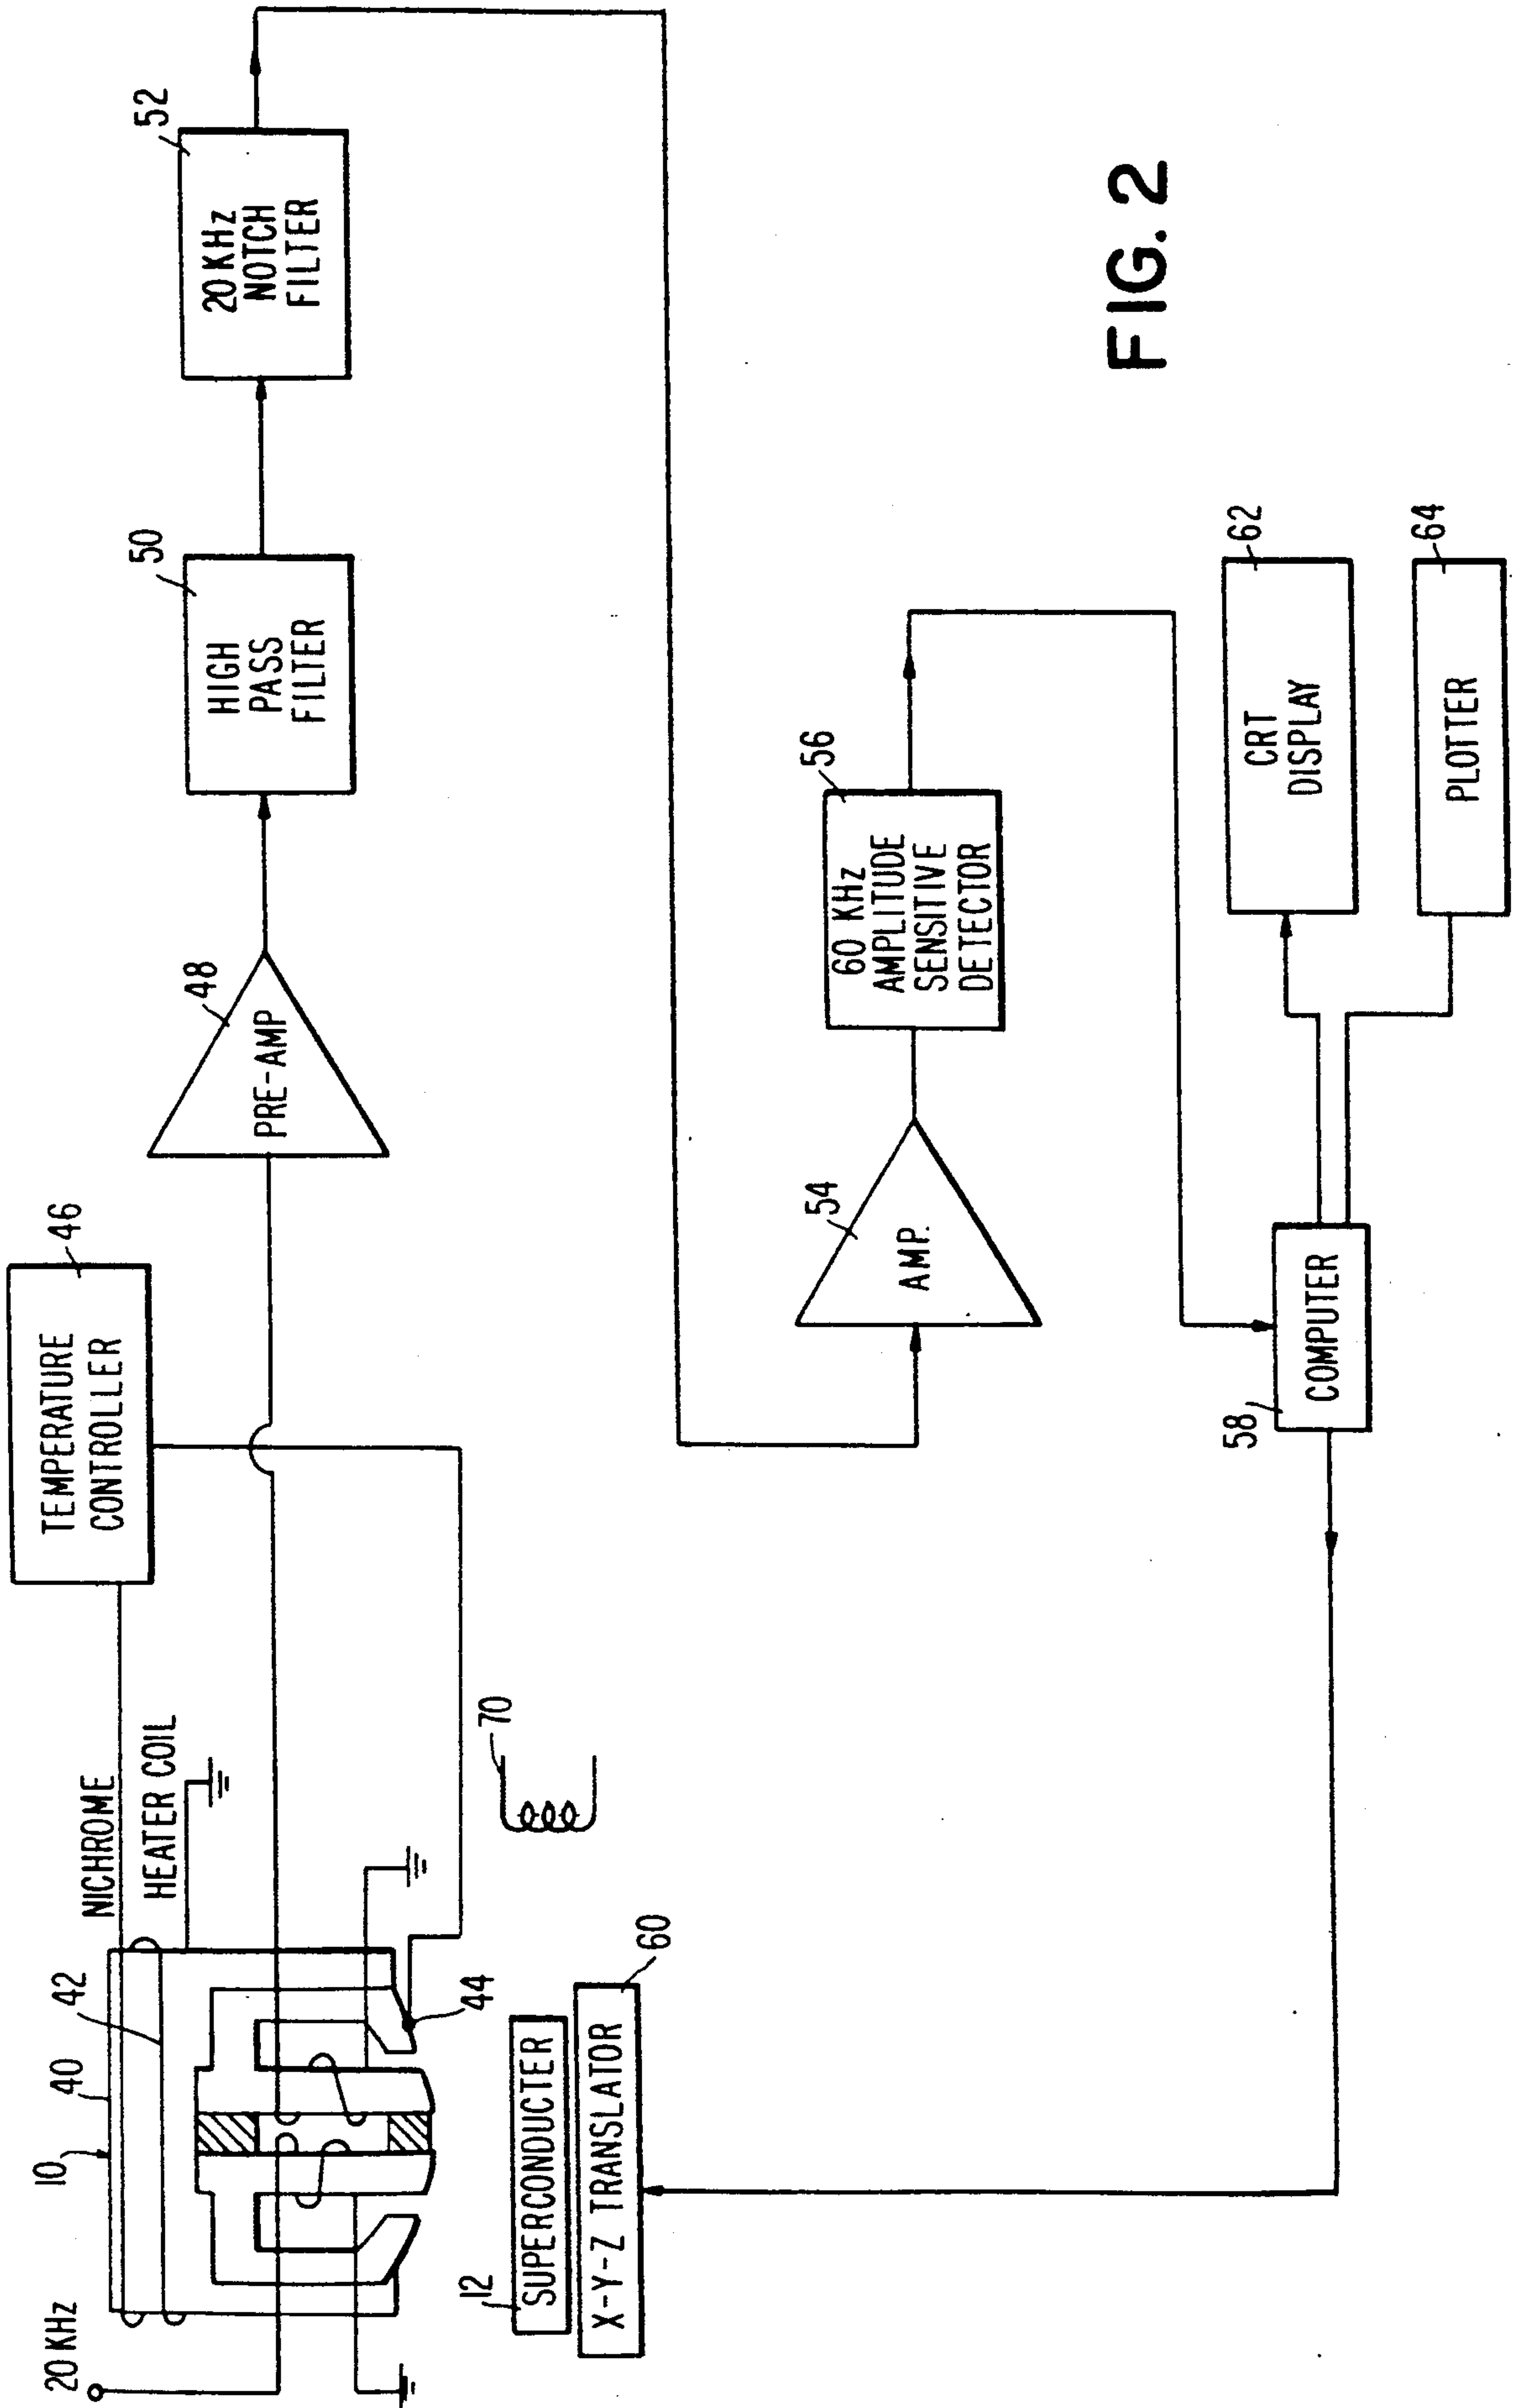 20 KHz
10
40
42
NICHROME
HEATER COIL
TEMPERATURE
CONTROLLER
46
44
70
12
SUPERCONDUCTER
X-Y-Z TRANSLATOR
60
PRE-AMP
48
HIGH
PASS
FILTER
50
20 KHz
NOTCH
FILTER
52
AMP.
54
60 KHz
AMPLITUDE
SENSITIVE
DETECTOR
56
58
COMPUTER
CRT
DISPLAY
62
PLOTTER
64
FIG. 2